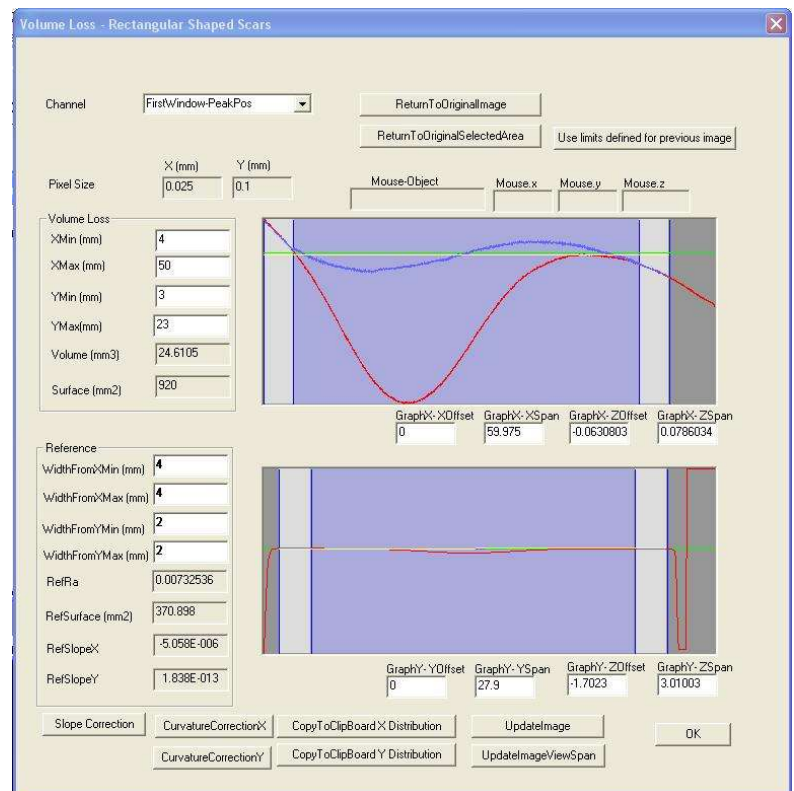 Volume Loss - Rectangular Shaped Scars
Channel FirstWindow-PeakPos ReturnToOriginalImage
ReturnToOriginalSelectedArea Use limits defined for previous image
X (mm) Y (mm)
Pixel Size 0.025 0.1 Mouse-Object Mouse.x Mouse.y Mouse.z
Volume Loss
XMin (mm) 4
XMax (mm) 50
YMin (mm) 3
YMax(mm) 23
Volume (mm3) 24.6105
Surface (mm2) 920
GraphX-XOffset GraphX-XSpan GraphX-ZOffset GraphX-ZSpan
0 59.975 -0.0630803 0.0786034
Reference
WidthFromXMin (mm) 4
WidthFromXMax (mm) 4
WidthFromYMin (mm) 2
WidthFromYMax (mm) 2
RefRa 0.00732536
RefSurface (mm2) 370.898
RefSlopeX -5.058E-006
RefSlopeY 1.838E-013
GraphY-YOffset GraphY-YSpan GraphY-ZOffset GraphY-ZSpan
0 27.9 -1.7023 3.01003
Slope Correction CurvatureCorrectionX CopyToClipBoard X Distribution UpdateImage OK
CurvatureCorrectionY CopyToClipBoard Y Distribution UpdateImageViewSpan